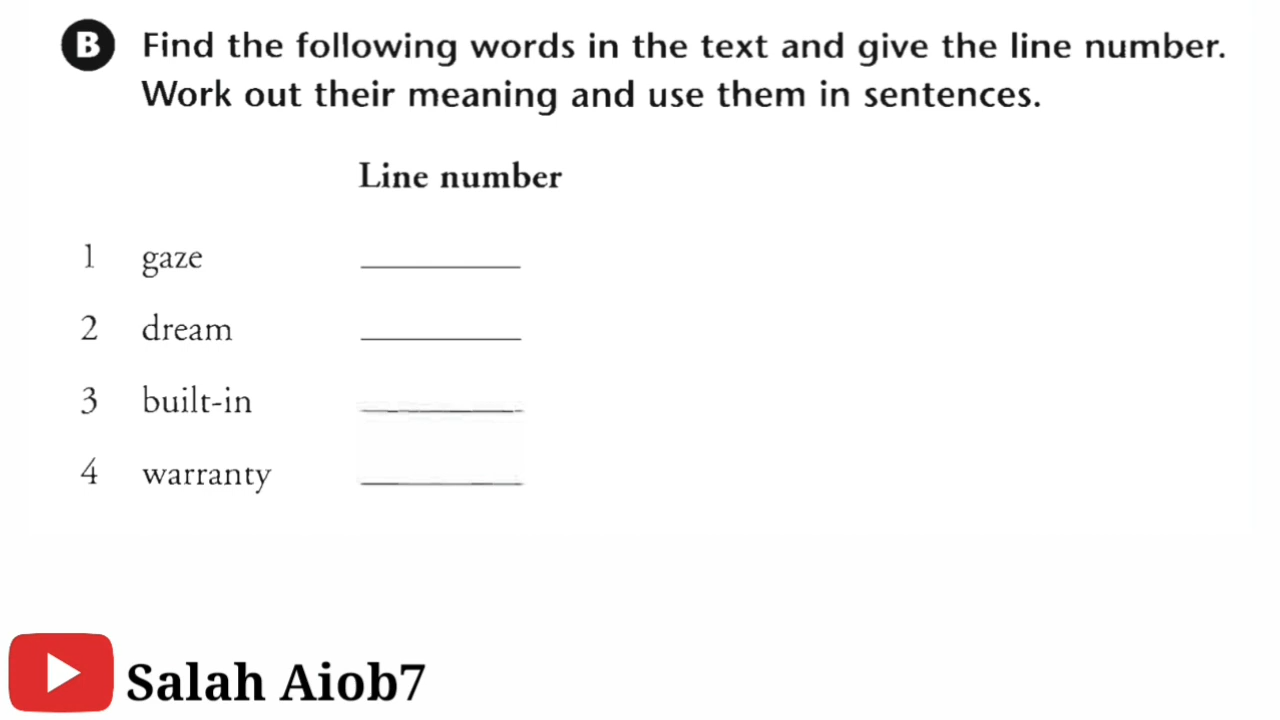 B Find the following words in the text and give the line number.
Work out their meaning and use them in sentences.
Line number
1 gaze
2 dream
3 built-in
4 warranty
Salah Aiob7